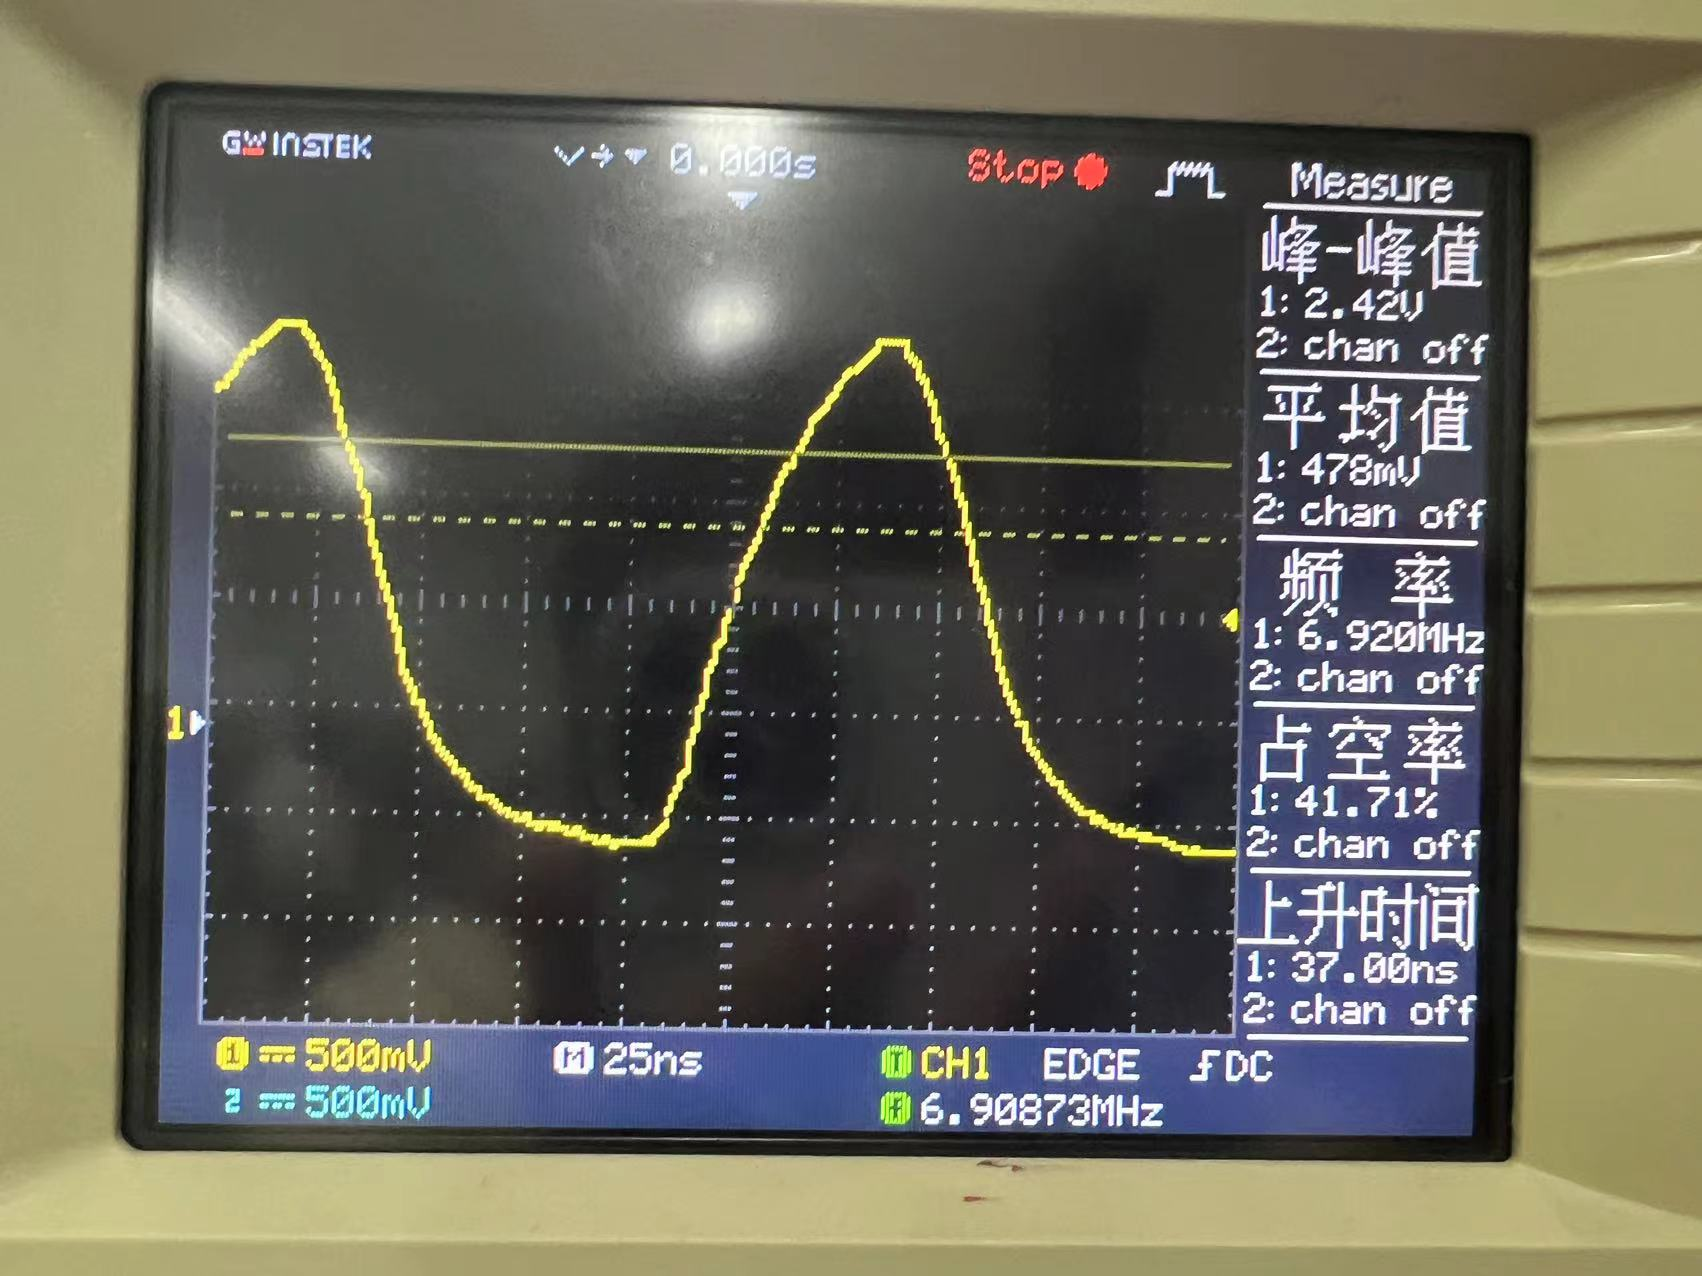 GWINSTEK
0.000s
Stop
Measure
峰-峰值
1: 2.42V
2: chan off
平均值
1: 478mV
2: chan off
频 率
1: 6.920MHz
2: chan off
占空率
1: 41.71%
2: chan off
上升时间
1: 37.00ns
2: chan off
1
1 500mV M 25ns T CH1 EDGE DC
2 500mV f 6.90873MHz